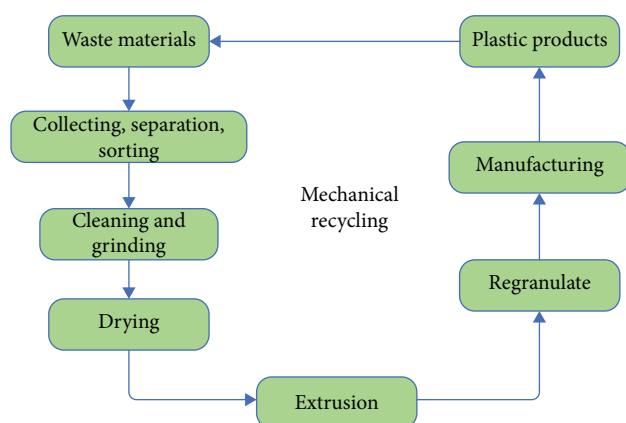 Waste materials
Plastic products
Collecting, separation,
sorting
Manufacturing
Mechanical
recycling
Cleaning and
grinding
Regranulate
Drying
Extrusion